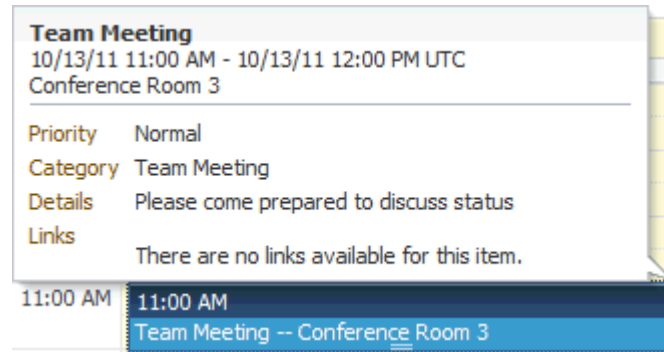 Team Meeting
10/13/11 11:00 AM - 10/13/11 12:00 PM UTC
Conference Room 3
Priority Normal
Category Team Meeting
Details Please come prepared to discuss status
Links
There are no links available for this item.
11:00 AM 11:00 AM
Team Meeting -- Conference Room 3